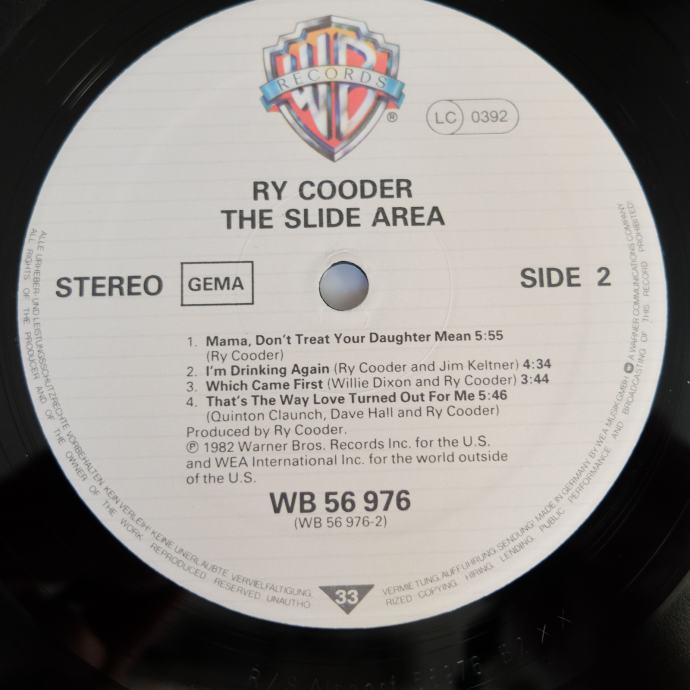 WB
RECORDS
®
LC 0392
RY COODER
THE SLIDE AREA
STEREO GEMA SIDE 2
1. Mama, Don't Treat Your Daughter Mean 5:55
(Ry Cooder)
2. I'm Drinking Again (Ry Cooder and Jim Keltner) 4:34
3. Which Came First (Willie Dixon and Ry Cooder) 3:44
4. That's The Way Love Turned Out For Me 5:46
(Quinton Claunch, Dave Hall and Ry Cooder)
Produced by Ry Cooder.
℗ 1982 Warner Bros. Records Inc. for the U.S.
and WEA International Inc. for the world outside
of the U.S.
WB 56 976
(WB 56 976-2)
33
ALLE URHEBER- UND LEISTUNGSSCHUTZRECHTE VORBEHALTEN. KEIN VERLEIH! KEINE UNERLAUBTE VERVIELFÄLTIGUNG, VERMIETUNG, AUFFÜHRUNG, SENDUNG! MADE IN GERMANY BY WEA MUSIK GMBH A WARNER COMMUNICATIONS COMPANY
ALL RIGHTS OF THE PRODUCER AND OF THE OWNER OF THE WORK REPRODUCED RESERVED. UNAUTHORIZED COPYING, HIRING, LENDING, PUBLIC PERFORMANCE AND BROADCASTING OF THIS RECORD PROHIBITED!